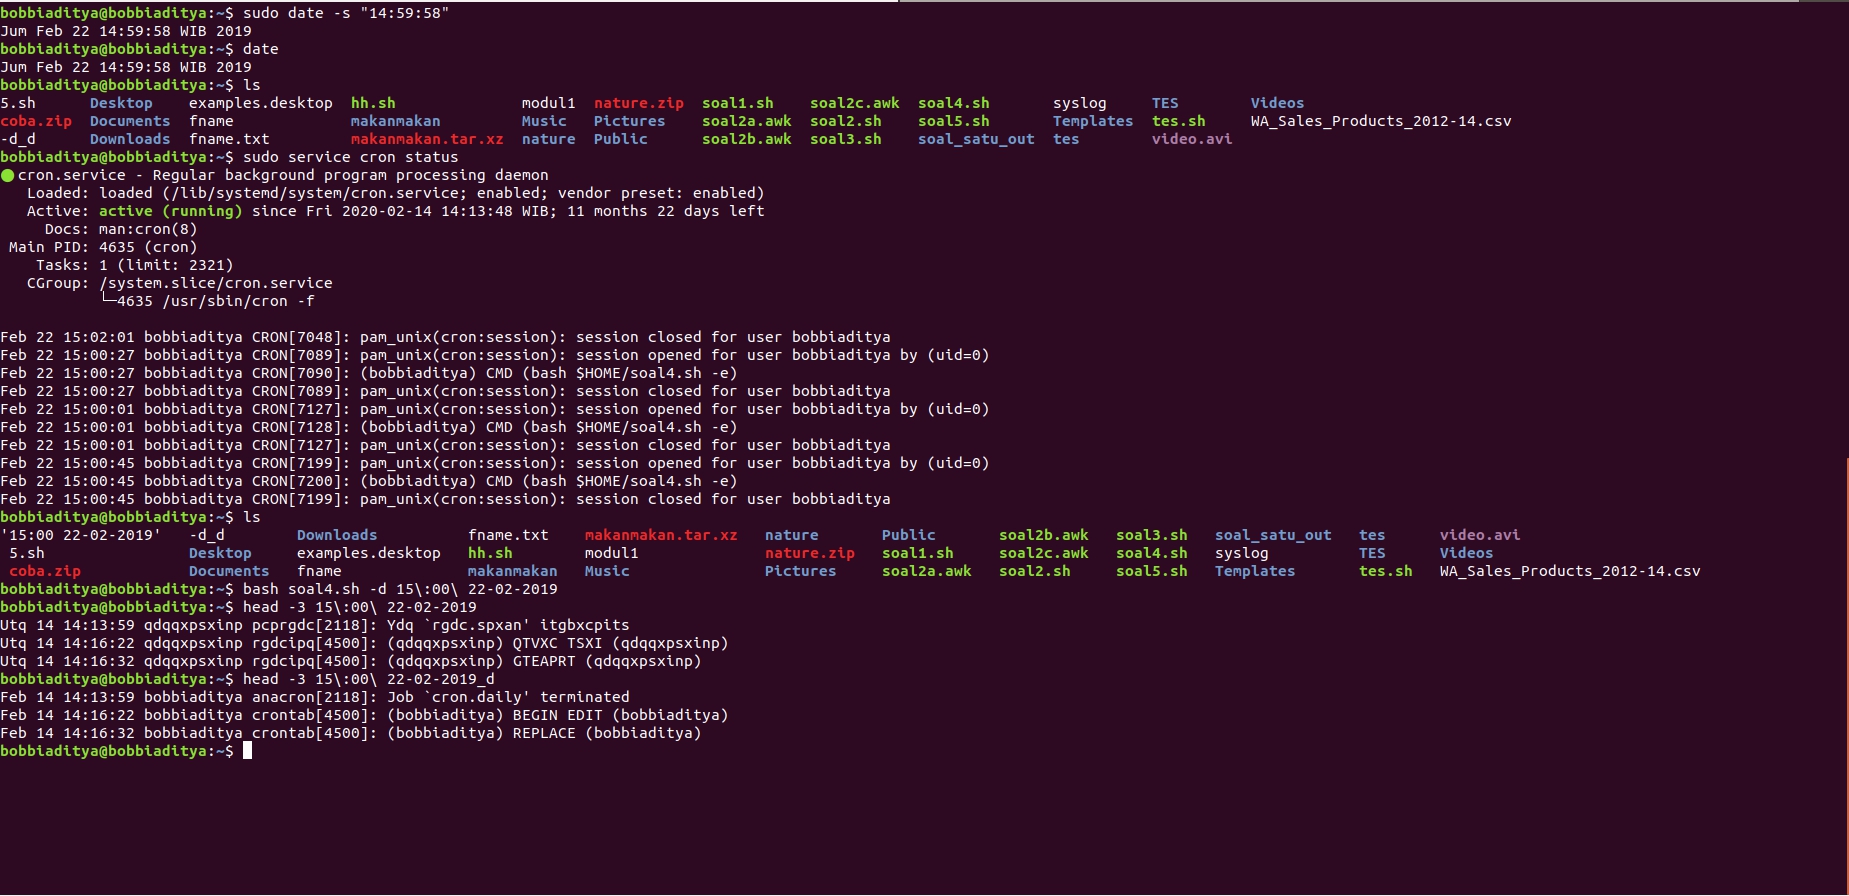 bobbiaditya@bobbiaditya:~$ sudo date -s "14:59:58"
Jum Feb 22 14:59:58 WIB 2019
bobbiaditya@bobbiaditya:~$ date
Jum Feb 22 14:59:58 WIB 2019
bobbiaditya@bobbiaditya:~$ ls
5.sh      Desktop    examples.desktop  hh.sh              modul1  nature.zip  soal1.sh    soal2c.awk  soal4.sh       syslog     TES        Videos
coba.zip  Documents  fname             makanmakan         Music   Pictures    soal2a.awk  soal2.sh    soal5.sh       Templates  tes.sh     WA_Sales_Products_2012-14.csv
-d_d      Downloads  fname.txt         makanmakan.tar.xz  nature  Public      soal2b.awk  soal3.sh    soal_satu_out  tes        video.avi
bobbiaditya@bobbiaditya:~$ sudo service cron status
● cron.service - Regular background program processing daemon
   Loaded: loaded (/lib/systemd/system/cron.service; enabled; vendor preset: enabled)
   Active: active (running) since Fri 2020-02-14 14:13:48 WIB; 11 months 22 days left
     Docs: man:cron(8)
 Main PID: 4635 (cron)
    Tasks: 1 (limit: 2321)
   CGroup: /system.slice/cron.service
           └─4635 /usr/sbin/cron -f
Feb 22 15:02:01 bobbiaditya CRON[7048]: pam_unix(cron:session): session closed for user bobbiaditya
Feb 22 15:00:27 bobbiaditya CRON[7089]: pam_unix(cron:session): session opened for user bobbiaditya by (uid=0)
Feb 22 15:00:27 bobbiaditya CRON[7090]: (bobbiaditya) CMD (bash $HOME/soal4.sh -e)
Feb 22 15:00:27 bobbiaditya CRON[7089]: pam_unix(cron:session): session closed for user bobbiaditya
Feb 22 15:00:01 bobbiaditya CRON[7127]: pam_unix(cron:session): session opened for user bobbiaditya by (uid=0)
Feb 22 15:00:01 bobbiaditya CRON[7128]: (bobbiaditya) CMD (bash $HOME/soal4.sh -e)
Feb 22 15:00:01 bobbiaditya CRON[7127]: pam_unix(cron:session): session closed for user bobbiaditya
Feb 22 15:00:45 bobbiaditya CRON[7199]: pam_unix(cron:session): session opened for user bobbiaditya by (uid=0)
Feb 22 15:00:45 bobbiaditya CRON[7200]: (bobbiaditya) CMD (bash $HOME/soal4.sh -e)
Feb 22 15:00:45 bobbiaditya CRON[7199]: pam_unix(cron:session): session closed for user bobbiaditya
bobbiaditya@bobbiaditya:~$ ls
'15:00 22-02-2019'   -d_d        Downloads          fname.txt    makanmakan.tar.xz   nature       Public       soal2b.awk   soal3.sh   soal_satu_out   tes      video.avi
 5.sh                Desktop     examples.desktop   hh.sh        modul1              nature.zip   soal1.sh     soal2c.awk   soal4.sh   syslog          TES      Videos
 coba.zip            Documents   fname              makanmakan   Music               Pictures     soal2a.awk   soal2.sh     soal5.sh   Templates       tes.sh   WA_Sales_Products_2012-14.csv
bobbiaditya@bobbiaditya:~$ bash soal4.sh -d 15\:00\ 22-02-2019
bobbiaditya@bobbiaditya:~$ head -3 15\:00\ 22-02-2019
Utq 14 14:13:59 qdqqxpsxinp pcprgdc[2118]: Ydq `rgdc.spxan' itgbxcpits
Utq 14 14:16:22 qdqqxpsxinp rgdcipq[4500]: (qdqqxpsxinp) QTVXC TSXI (qdqqxpsxinp)
Utq 14 14:16:32 qdqqxpsxinp rgdcipq[4500]: (qdqqxpsxinp) GTEAPRT (qdqqxpsxinp)
bobbiaditya@bobbiaditya:~$ head -3 15\:00\ 22-02-2019_d
Feb 14 14:13:59 bobbiaditya anacron[2118]: Job `cron.daily' terminated
Feb 14 14:16:22 bobbiaditya crontab[4500]: (bobbiaditya) BEGIN EDIT (bobbiaditya)
Feb 14 14:16:32 bobbiaditya crontab[4500]: (bobbiaditya) REPLACE (bobbiaditya)
bobbiaditya@bobbiaditya:~$